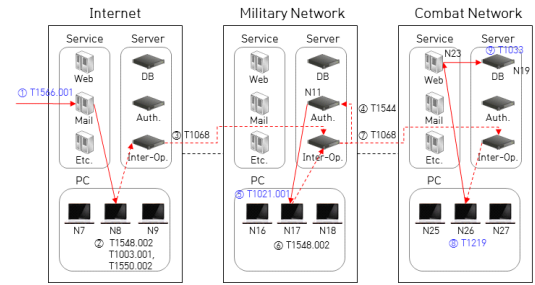 Internet
Military Network
Combat Network
Service
Server
Service
Server
Service
Server
⑨ T1033
N23
Web
DB
Web
DB
Web
DB
N19
① T1566.001
N11
④ T1544
Mail
Auth.
③ T1068
Mail
Auth.
⑦ T1068
Mail
Auth.
Etc.
Inter-Op.
Etc.
Inter-Op.
Etc.
Inter-Op.
PC
PC
PC
⑤ T1021.001
N7
N8
N9
N16
N17
N18
N25
N26
N27
② T1548.002
T1003.001,
T1550.002
⑥ T1548.002
⑧ T1219